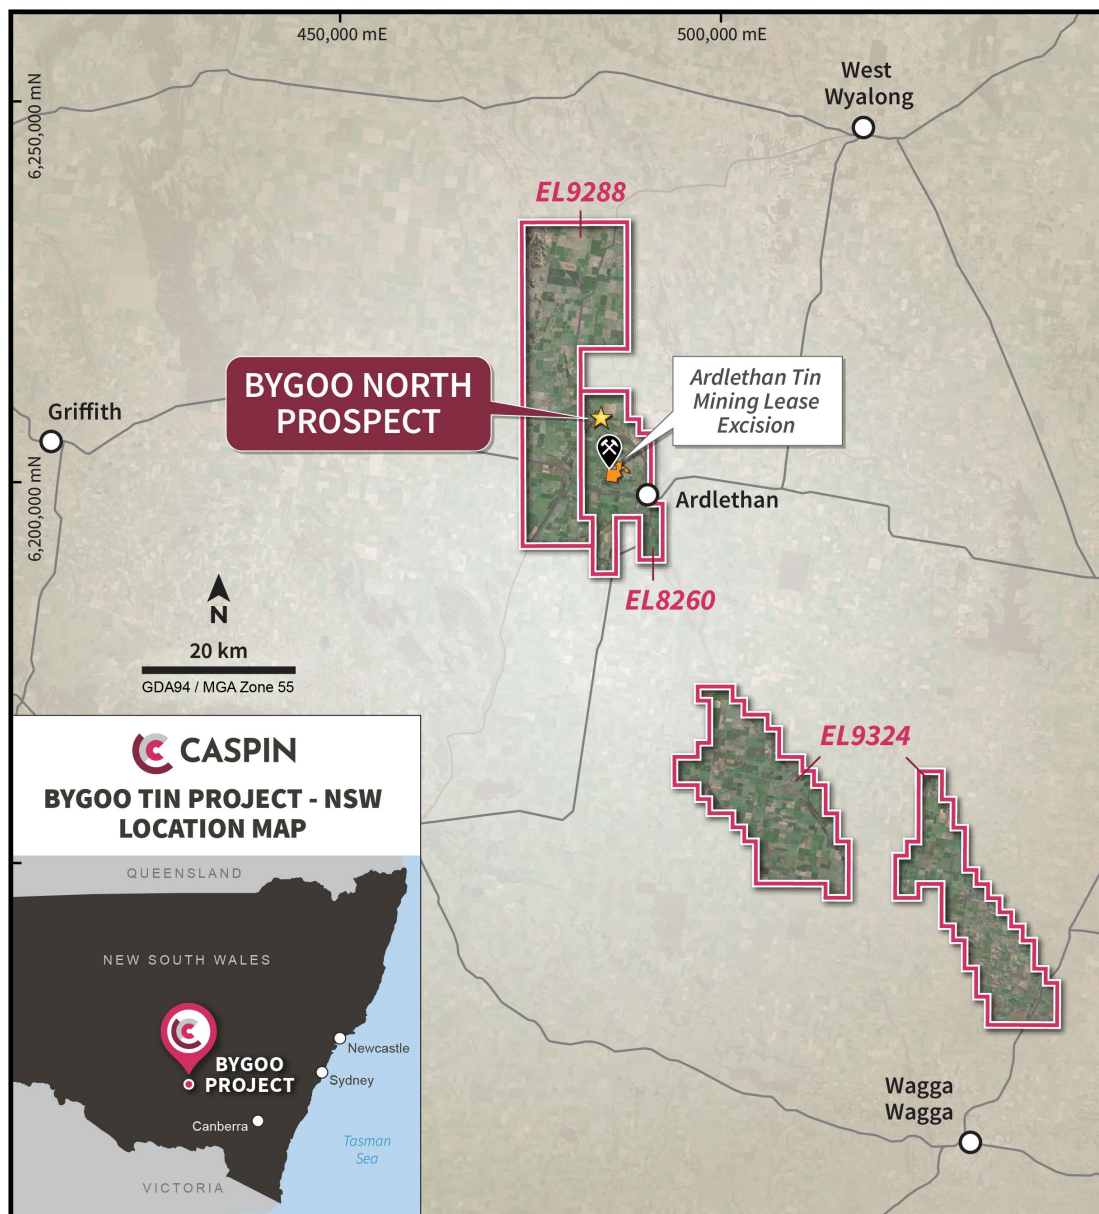 450,000 mE
500,000 mE
6,250,000 mN
West
Wyalong
EL9288
BYGOO NORTH
PROSPECT
Ardlethan Tin
Mining Lease
Excision
Griffith
6,200,000 mN
Ardlethan
EL8260
N
20 km
GDA94 / MGA Zone 55
EL9324
CASPIN
BYGOO TIN PROJECT - NSW
LOCATION MAP
QUEENSLAND
NEW SOUTH WALES
BYGOO
PROJECT
Newcastle
Sydney
Canberra
Tasman
Sea
VICTORIA
Wagga
Wagga